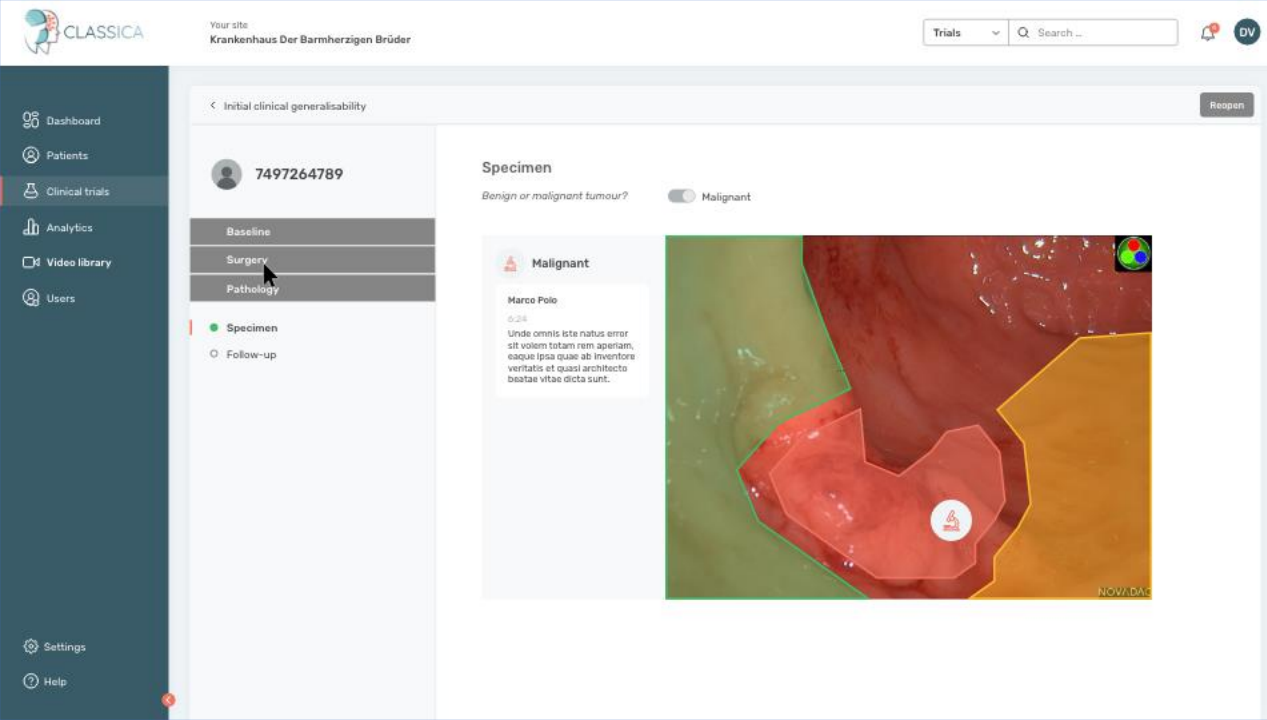 CLASSICA
Your site
Krankenhaus Der Barmherzigen Brüder
Trials
Search ...
DV
Dashboard
Patients
Clinical trials
Analytics
Video library
Users
Settings
Help
Initial clinical generalisability
Reopen
7497264789
Baseline
Surgery
Pathology
Specimen
Follow-up
Specimen
Benign or malignant tumour?
Malignant
Malignant
Marco Polo
6:24
Unde omnis iste natus error
sit volem totam rem aperiam,
eaque ipsa quae ab inventore
veritatis et quasi architecto
beatae vitae dicta sunt.
NOVADAQ